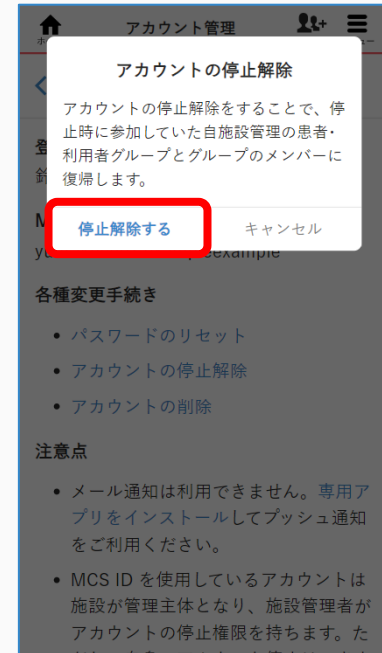 アカウント管理
アカウントの停止解除
アカウントの停止解除をすることで、停
止時に参加していた自施設管理の患者・
利用者グループとグループのメンバーに
復帰します。
停止解除する
キャンセル
各種変更手続き
• パスワードのリセット
• アカウントの停止解除
• アカウントの削除
注意点
• メール通知は利用できません。専用ア
プリをインストールしてプッシュ通知
をご利用ください。
• MCS ID を使用しているアカウントは
施設が管理主体となり、施設管理者が
アカウントの停止権限を持ちます。た